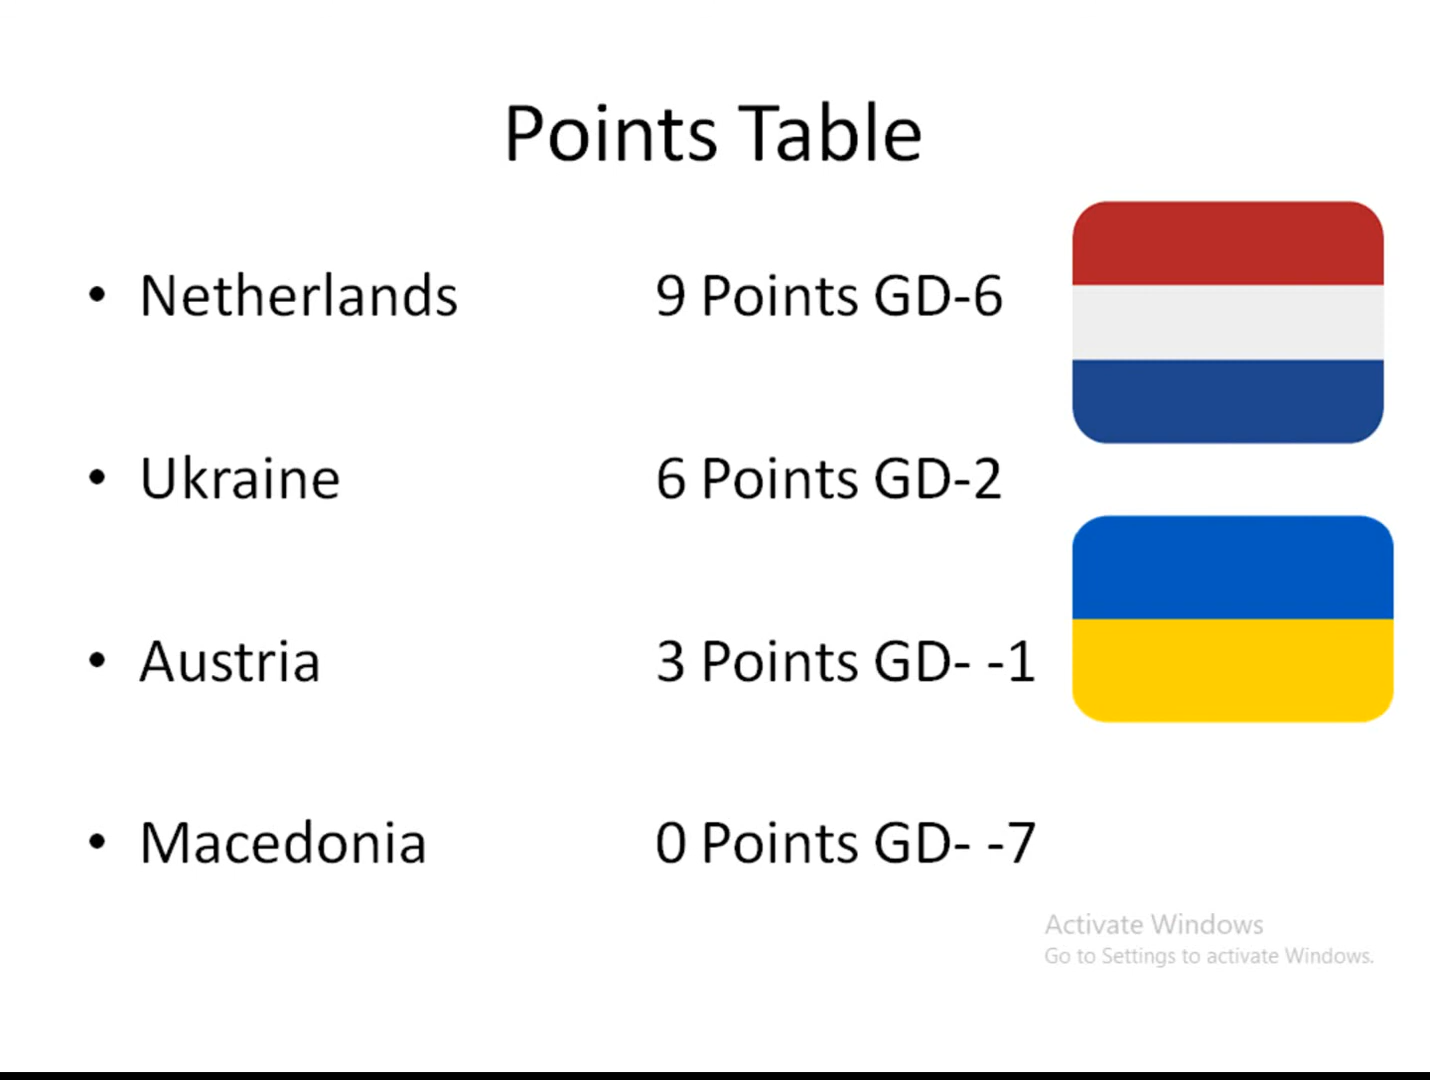 Points Table
• Netherlands 9 Points GD-6
• Ukraine 6 Points GD-2
• Austria 3 Points GD- -1
• Macedonia 0 Points GD- -7
Activate Windows
Go to Settings to activate Windows.